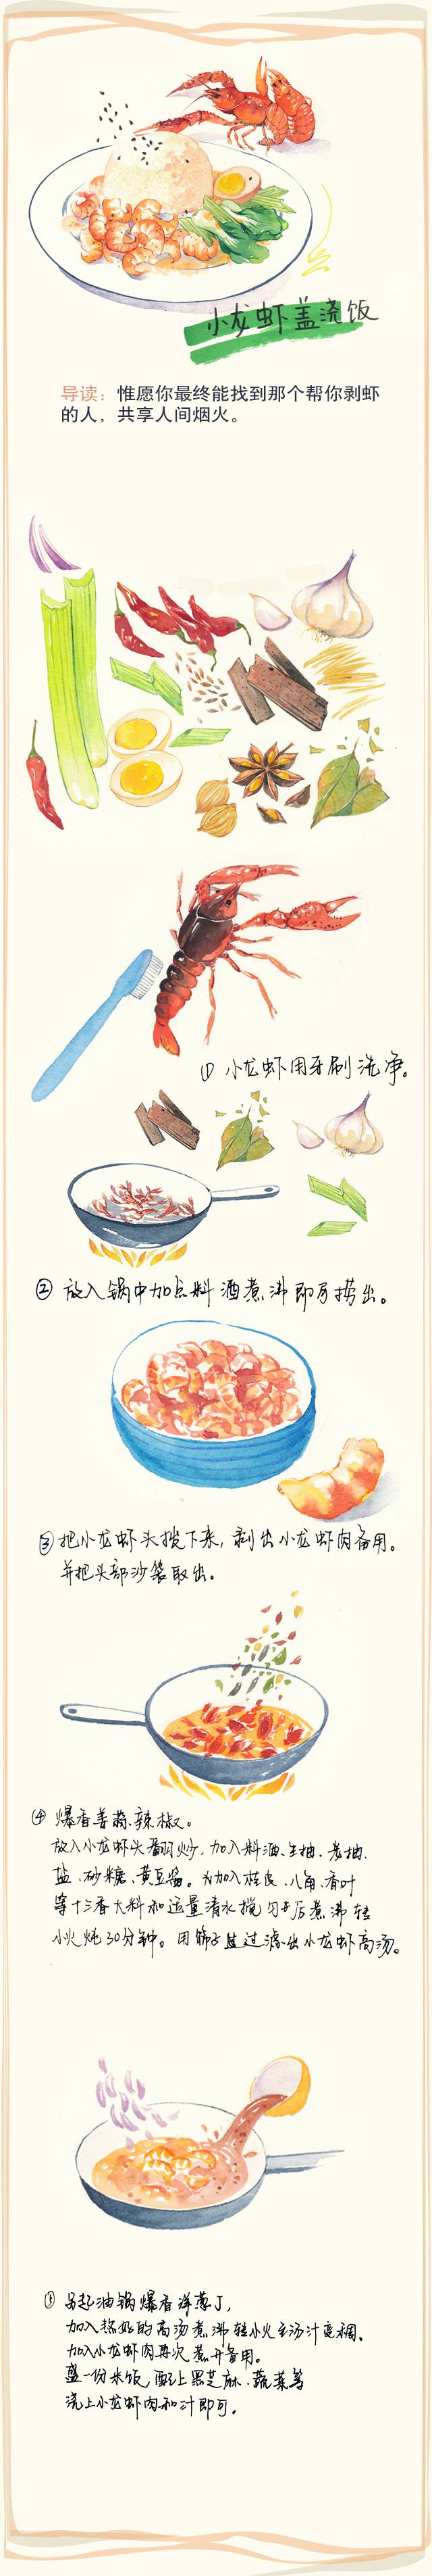 小龙虾盖浇饭
导读：惟愿你最终能找到那个帮你剥虾
的人，共享人间烟火。
① 小龙虾用牙刷洗净。
② 放入锅中加点料酒煮沸即可捞出。
③ 把小龙虾头拔下来，剥出小龙虾肉备用。
并把头部沙袋取出。
④ 爆香姜蒜、辣椒。
放入小龙虾头翻炒，加入料酒、生抽、老抽、
盐、砂糖、黄豆酱。加入桂皮、八角、香叶
等十三香大料和适量清水搅匀开后煮沸转
小火炖30分钟。用筛子过滤出小龙虾高汤。
⑤ 另起油锅爆香洋葱丁，
加入熬好的高汤煮沸转小火至汤汁变稠。
加入小龙虾肉再次煮开备用。
盛一份米饭，配上黑芝麻、蔬菜等
浇上小龙虾肉和汁即可。